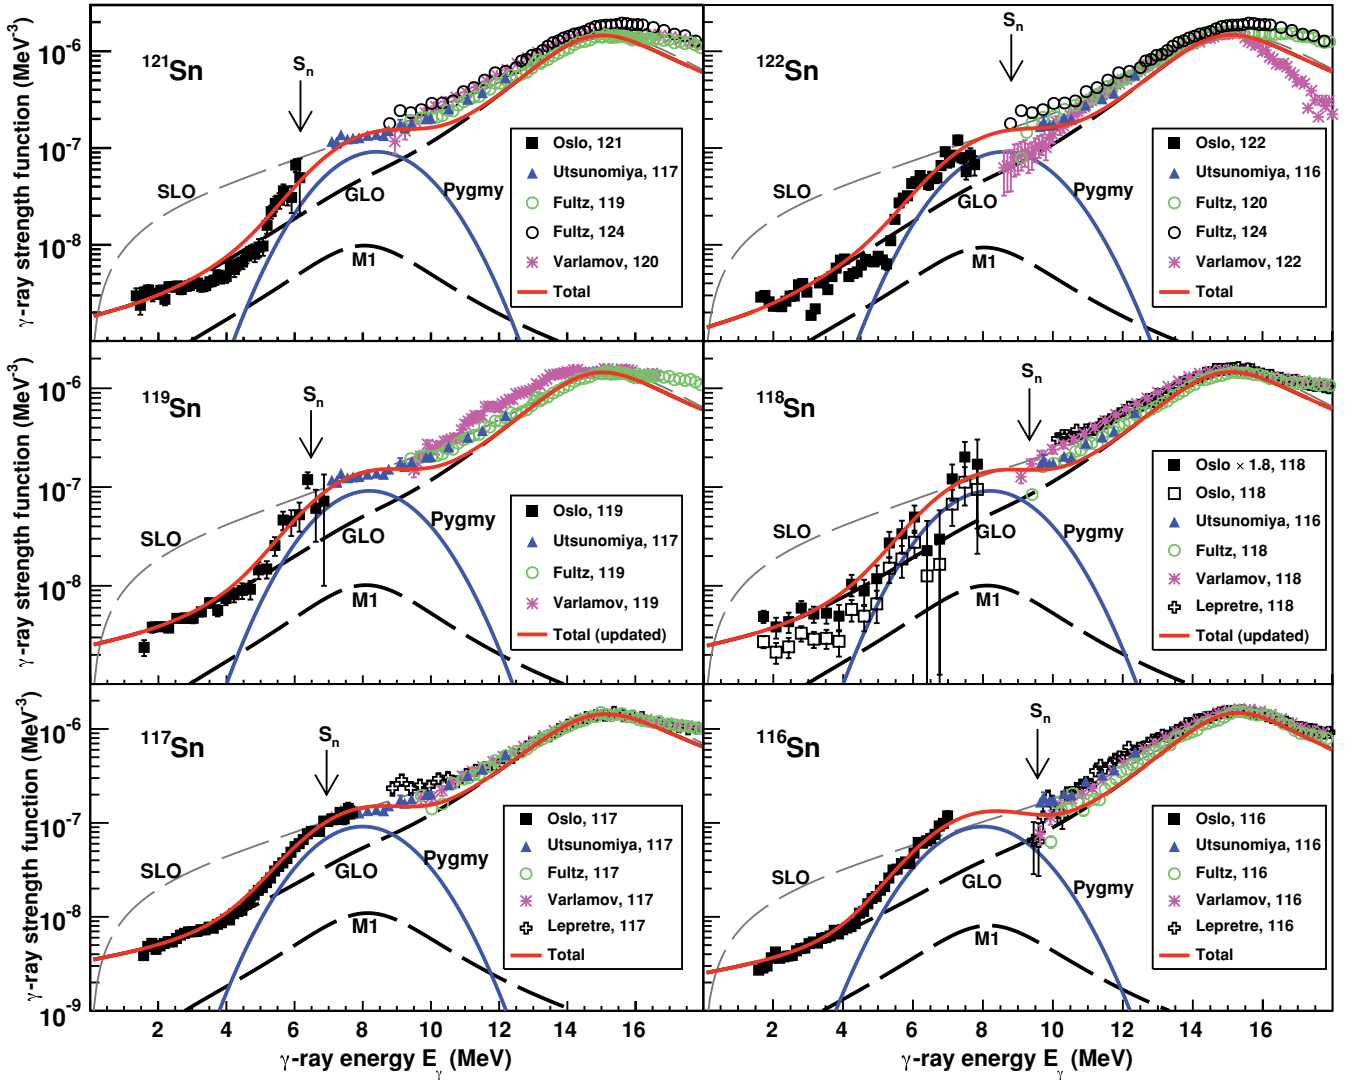 γ-ray strength function (MeV⁻³)
10⁻⁶
10⁻⁷
10⁻⁸
¹²¹Sn
Sₙ
SLO
GLO
Pygmy
M1
Oslo, 121
Utsunomiya, 117
Fultz, 119
Fultz, 124
Varlamov, 120
Total
¹²²Sn
Sₙ
SLO
GLO
Pygmy
M1
Oslo, 122
Utsunomiya, 116
Fultz, 120
Fultz, 124
Varlamov, 122
Total
γ-ray strength function (MeV⁻³)
10⁻⁶
10⁻⁷
10⁻⁸
¹¹⁹Sn
Sₙ
SLO
GLO
Pygmy
M1
Oslo, 119
Utsunomiya, 117
Fultz, 119
Varlamov, 119
Total (updated)
¹¹⁸Sn
Sₙ
SLO
GLO
Pygmy
M1
Oslo × 1.8, 118
Oslo, 118
Utsunomiya, 116
Fultz, 118
Varlamov, 118
Lepretre, 118
Total (updated)
γ-ray strength function (MeV⁻³)
10⁻⁶
10⁻⁷
10⁻⁸
10⁻⁹
¹¹⁷Sn
Sₙ
SLO
GLO
Pygmy
M1
Oslo, 117
Utsunomiya, 117
Fultz, 117
Varlamov, 117
Lepretre, 117
Total
¹¹⁶Sn
Sₙ
SLO
GLO
Pygmy
M1
Oslo, 116
Utsunomiya, 116
Fultz, 116
Varlamov, 116
Lepretre, 116
Total
2 4 6 8 10 12 14 16
2 4 6 8 10 12 14 16
γ-ray energy E_γ (MeV)
γ-ray energy E_γ (MeV)